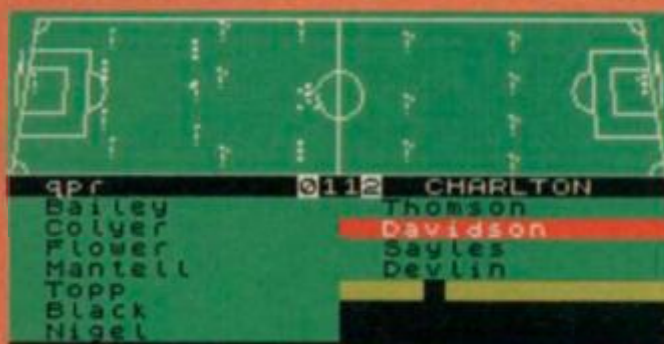 qpr 0112 CHARLTON
Bailey Thomson
Colyer Davidson
Flower Sayles
Mantell Devlin
Topp
Black
Nigel